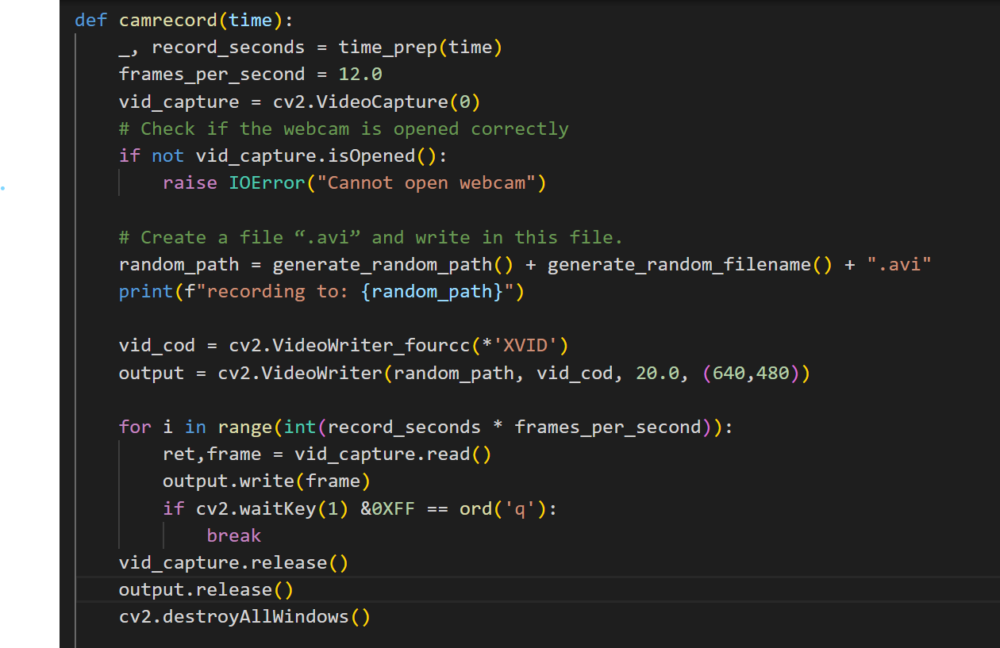 def camrecord(time):
    _, record_seconds = time_prep(time)
    frames_per_second = 12.0
    vid_capture = cv2.VideoCapture(0)
    # Check if the webcam is opened correctly
    if not vid_capture.isOpened():
        raise IOError("Cannot open webcam")

    # Create a file “.avi” and write in this file.
    random_path = generate_random_path() + generate_random_filename() + ".avi"
    print(f"recording to: {random_path}")

    vid_cod = cv2.VideoWriter_fourcc(*'XVID')
    output = cv2.VideoWriter(random_path, vid_cod, 20.0, (640,480))

    for i in range(int(record_seconds * frames_per_second)):
        ret,frame = vid_capture.read()
        output.write(frame)
        if cv2.waitKey(1) &0XFF == ord('q'):
            break
    vid_capture.release()
    output.release()
    cv2.destroyAllWindows()